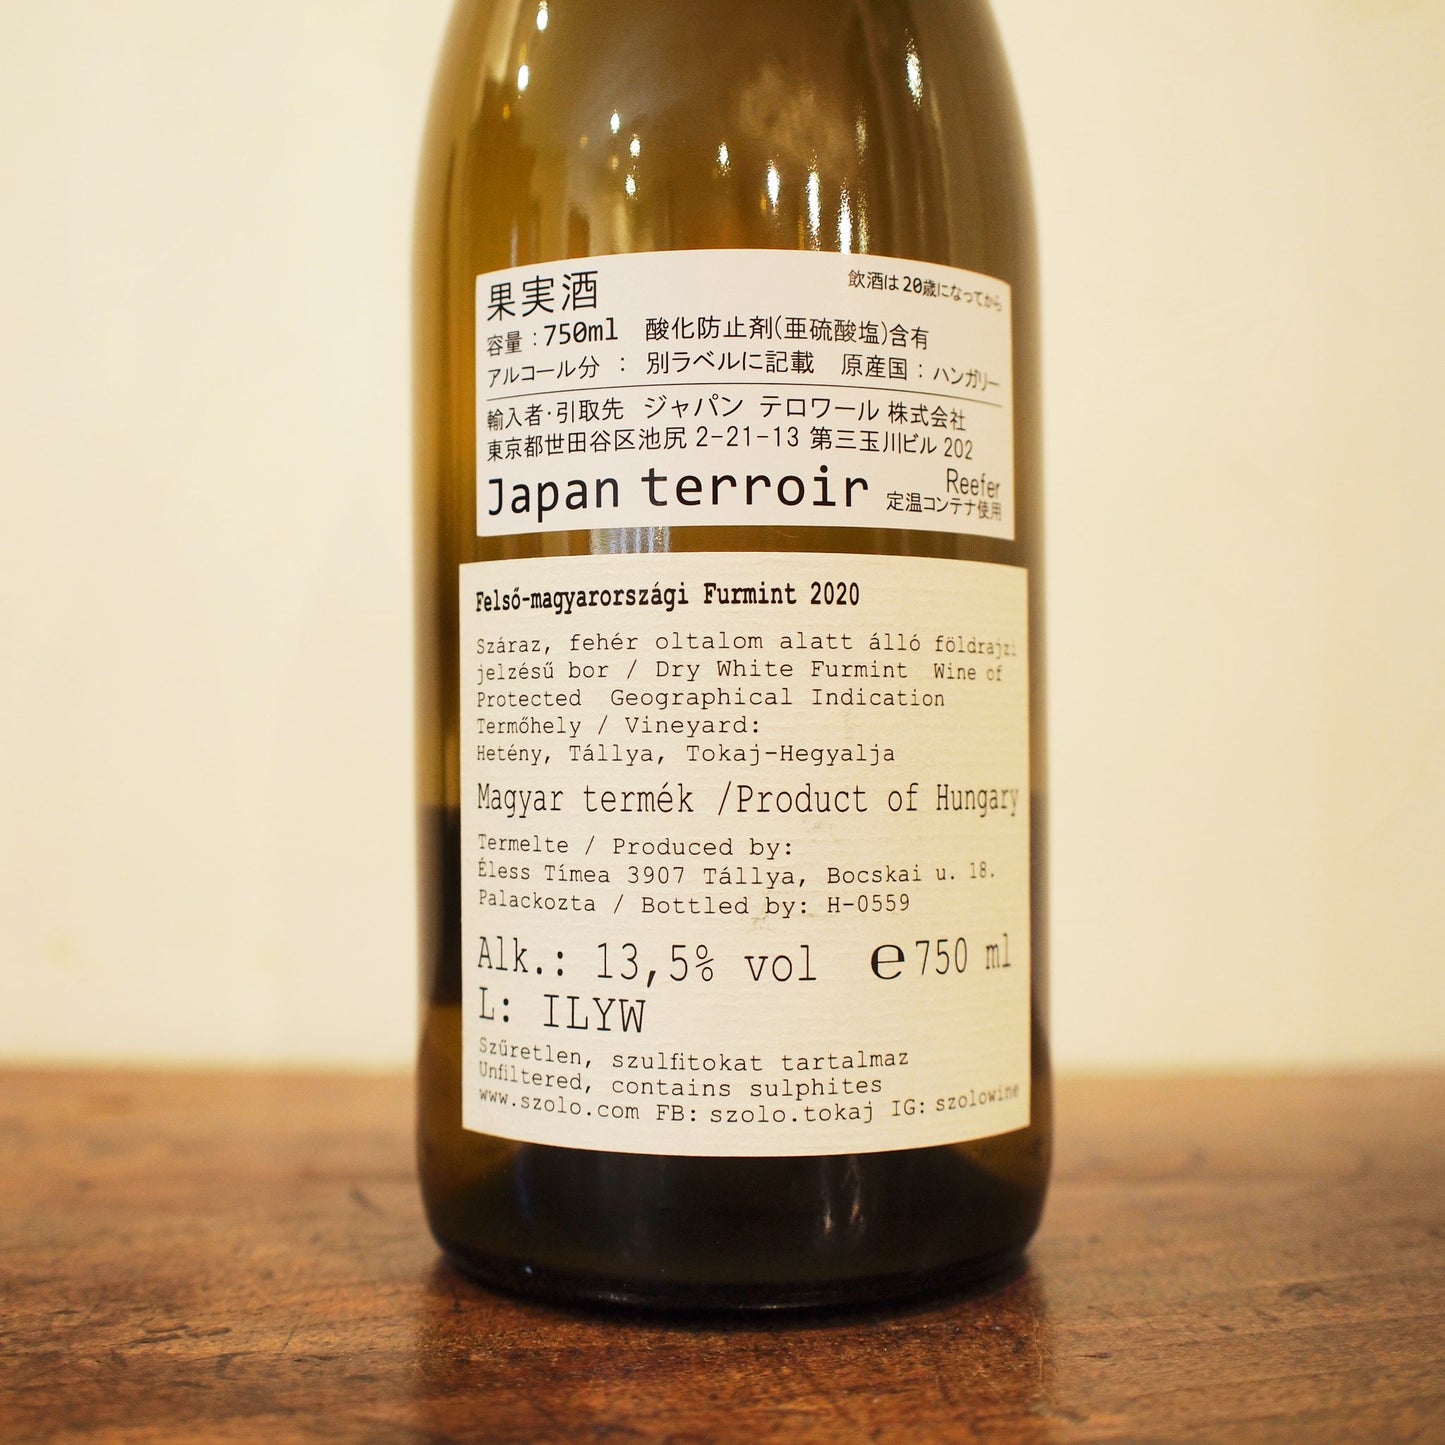 果実酒 飲酒は20歳になってから
容量:750ml 酸化防止剤(亜硫酸塩)含有
アルコール分 : 別ラベルに記載 原産国:ハンガリー
輸入者・引取先 ジャパン テロワール 株式会社
東京都世田谷区池尻 2-21-13 第三玉川ビル 202
Japan terroir Reefer
定温コンテナ使用
Felső-magyarországi Furmint 2020
Száraz, fehér oltalom alatt álló földrajzi
jelzésű bor / Dry White Furmint Wine of
Protected Geographical Indication
Termőhely / Vineyard:
Hetény, Tállya, Tokaj-Hegyalja
Magyar termék /Product of Hungary
Termelte / Produced by:
Éless Tímea 3907 Tállya, Bocskai u. 18.
Palackozta / Bottled by: H-0559
Alk.: 13,5% vol ℮750 ml
L: ILYW
Szűretlen, szulfitokat tartalmaz
Unfiltered, contains sulphites
www.szolo.com FB: szolo.tokaj IG: szolowine